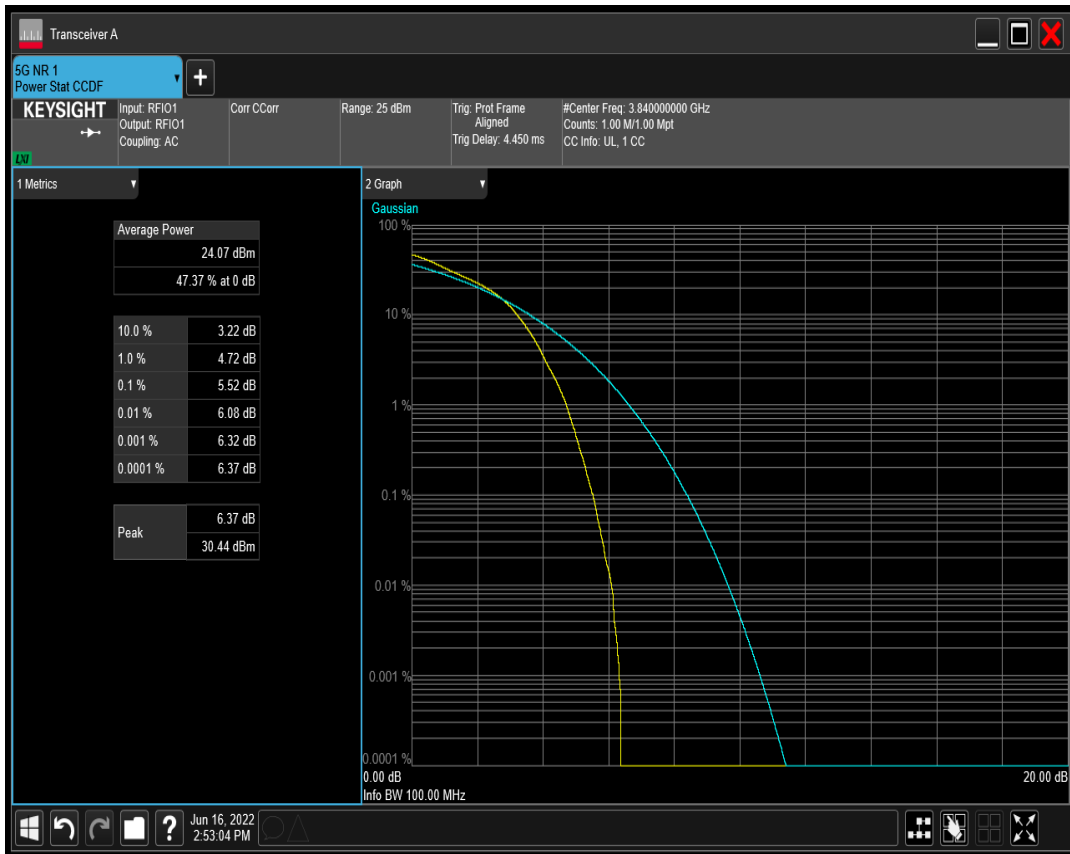 Transceiver A
5G NR 1
Power Stat CCDF
+
KEYSIGHT
LXI
Input: RFIO1
Output: RFIO1
Coupling: AC
Corr CCorr
Range: 25 dBm
Trig: Prot Frame
Aligned
Trig Delay: 4.450 ms
#Center Freq: 3.840000000 GHz
Counts: 1.00 M/1.00 Mpt
CC Info: UL, 1 CC
1 Metrics
Average Power
24.07 dBm
47.37 % at 0 dB
10.0 % 3.22 dB
1.0 % 4.72 dB
0.1 % 5.52 dB
0.01 % 6.08 dB
0.001 % 6.32 dB
0.0001 % 6.37 dB
Peak
6.37 dB
30.44 dBm
2 Graph
Gaussian
100 %
10 %
1 %
0.1 %
0.01 %
0.001 %
0.0001 %
0.00 dB 20.00 dB
Info BW 100.00 MHz
?
Jun 16, 2022
2:53:04 PM